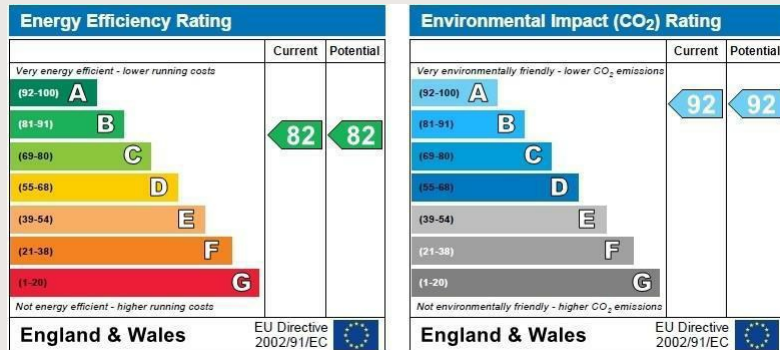 Energy Efficiency Rating
Current Potential
Very energy efficient - lower running costs
(92-100) A
(81-91) B
82 82
(69-80) C
(55-68) D
(39-54) E
(21-38) F
(1-20) G
Not energy efficient - higher running costs
England & Wales
EU Directive
2002/91/EC
Environmental Impact (CO₂) Rating
Current Potential
Very environmentally friendly - lower CO₂ emissions
(92-100) A
92 92
(81-91) B
(69-80) C
(55-68) D
(39-54) E
(21-38) F
(1-20) G
Not environmentally friendly - higher CO₂ emissions
England & Wales
EU Directive
2002/91/EC